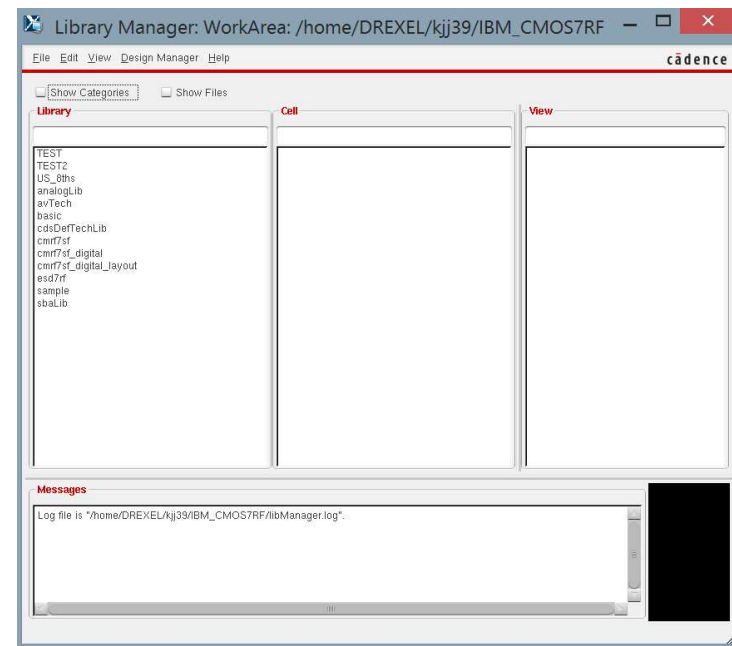 Library Manager: WorkArea: /home/DREXEL/kjj39/IBM_CMOS7RF
File Edit View Design Manager Help
cādence
Show Categories Show Files
Library Cell View
TEST
TEST2
US_8ths
analogLib
avTech
basic
cdsDefTechLib
cmrf7sf
cmrf7sf_digital
cmrf7sf_digital_layout
esd7rf
sample
sbaLib
Messages
Log file is "/home/DREXEL/kjj39/IBM_CMOS7RF/libManager.log".